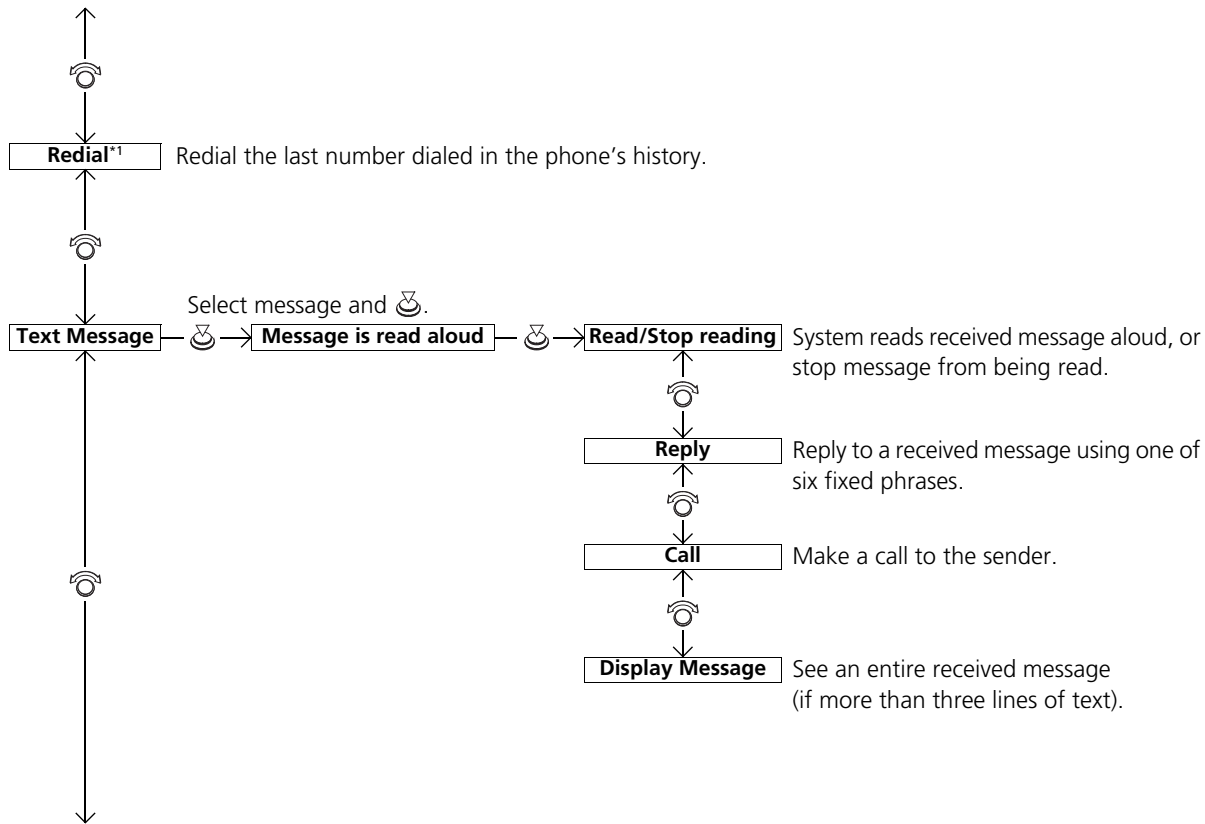 Redial*1
Redial the last number dialed in the phone's history.
Select message and .
Text Message
Message is read aloud
Read/Stop reading
System reads received message aloud, or
stop message from being read.
Reply
Reply to a received message using one of
six fixed phrases.
Call
Make a call to the sender.
Display Message
See an entire received message
(if more than three lines of text).